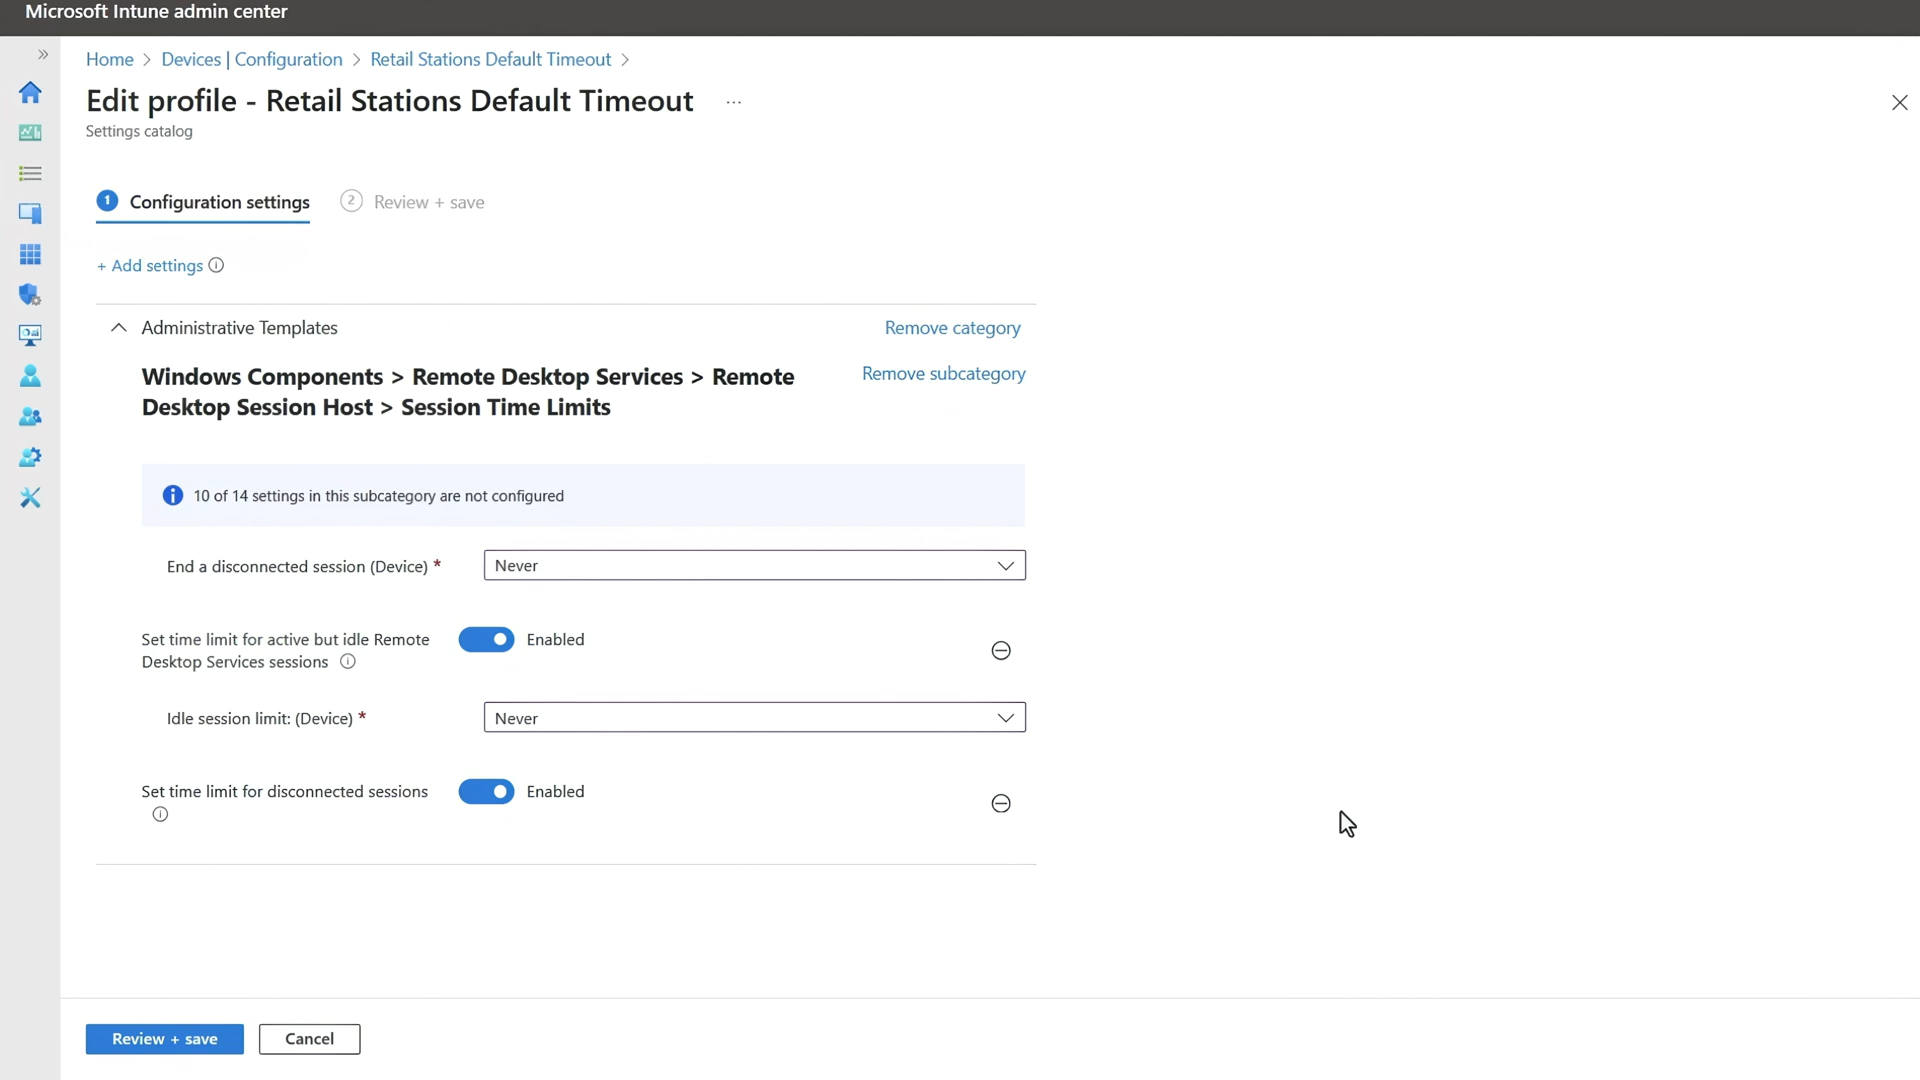 Microsoft Intune admin center
Home > Devices | Configuration > Retail Stations Default Timeout >
Edit profile - Retail Stations Default Timeout ...
Settings catalog
1 Configuration settings 2 Review + save
+ Add settings
Administrative Templates Remove category
Windows Components > Remote Desktop Services > Remote Remove subcategory
Desktop Session Host > Session Time Limits
10 of 14 settings in this subcategory are not configured
End a disconnected session (Device) * Never
Set time limit for active but idle Remote Enabled
Desktop Services sessions
Idle session limit: (Device) * Never
Set time limit for disconnected sessions Enabled
Review + save Cancel